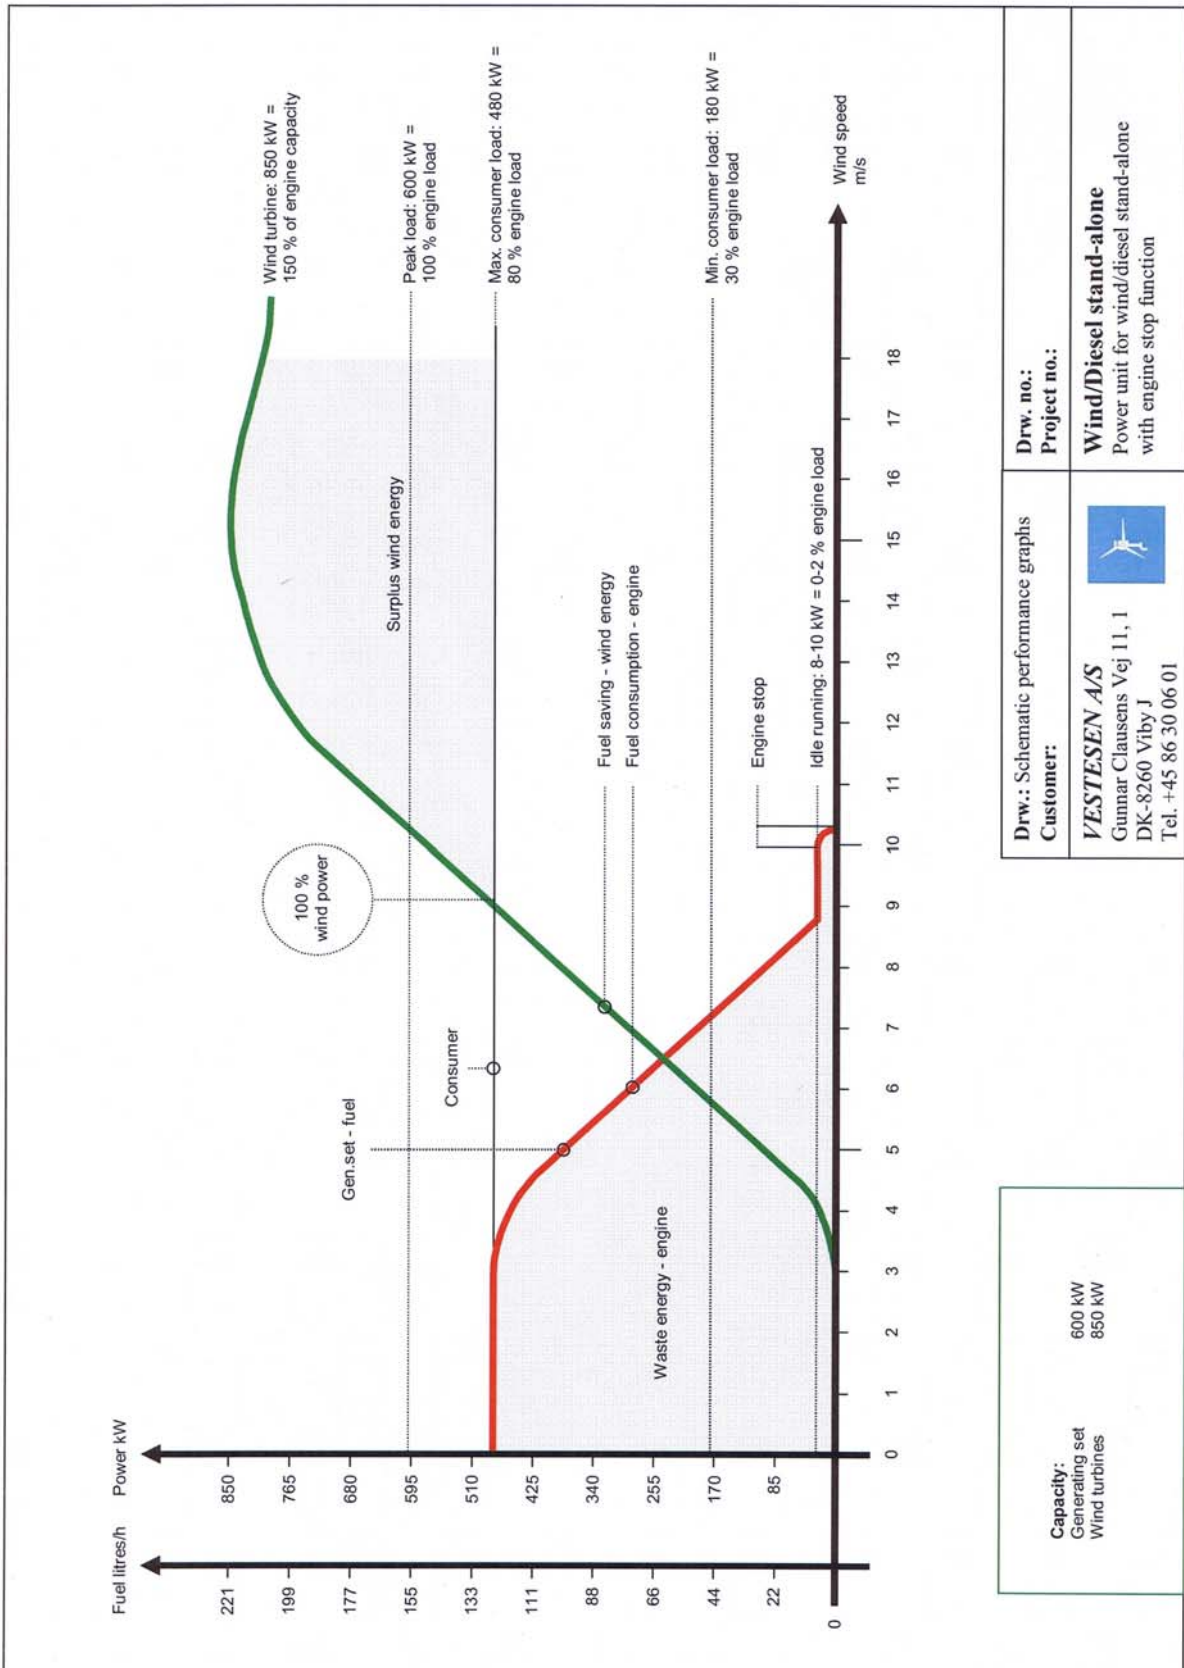 Fuel litres/h
Power kW
221
199
177
155
133
111
88
66
44
22
0
850
765
680
595
510
425
340
255
170
85
0
1
2
3
4
5
6
7
8
9
10
11
12
13
14
15
16
17
18
Wind speed
m/s
Wind turbine: 850 kW =
150 % of engine capacity
Peak load: 600 kW =
100 % engine load
Max. consumer load: 480 kW =
80 % engine load
Min. consumer load: 180 kW =
30 % engine load
100 %
wind power
Surplus wind energy
Gen.set - fuel
Consumer
Fuel saving - wind energy
Fuel consumption - engine
Waste energy - engine
Engine stop
Idle running: 8-10 kW = 0-2 % engine load
Capacity:
Generating set 600 kW
Wind turbines 850 kW
Drw.: Schematic performance graphs
Customer:
Drw. no.:
Project no.:
VESTESEN A/S
Gunnar Clausens Vej 11, 1
DK-8260 Viby J
Tel. +45 86 30 06 01
Wind/Diesel stand-alone
Power unit for wind/diesel stand-alone
with engine stop function